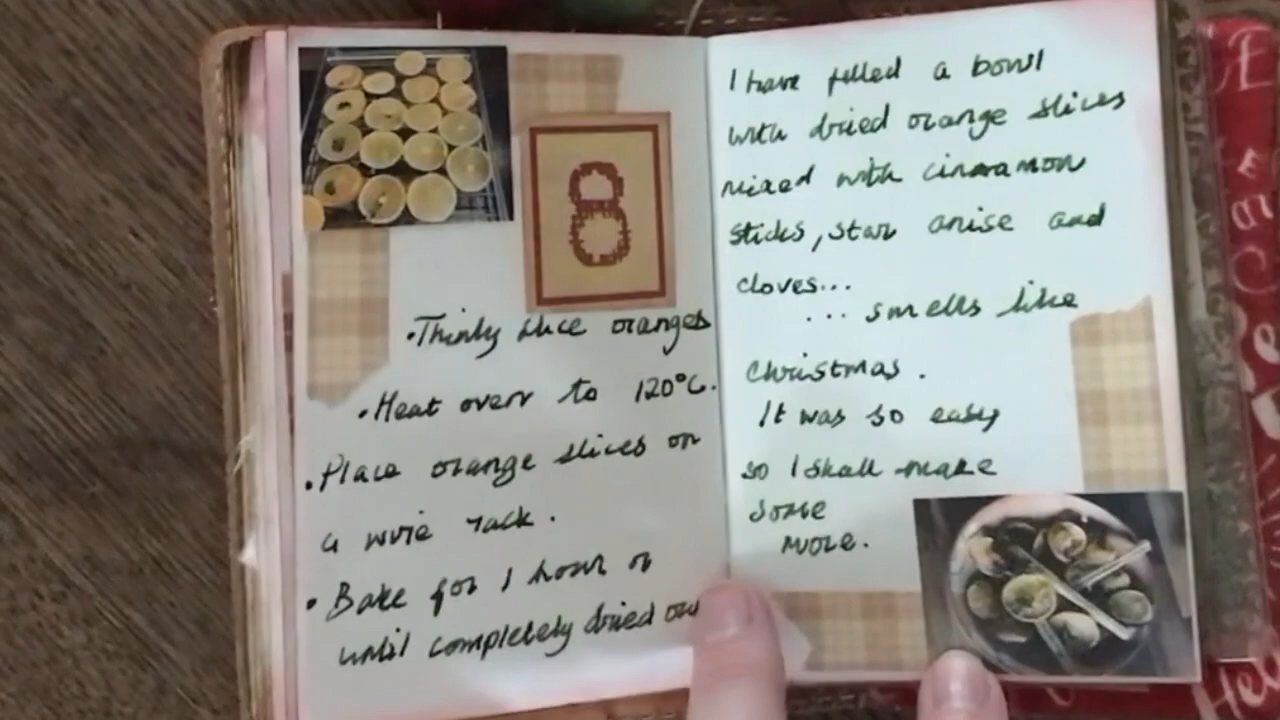 8
•Thinly slice oranges
•Heat oven to 120°C.
•Place orange slices on
a wire rack.
•Bake for 1 hour or
until completely dried out
I have filled a bowl
with dried orange slices
mixed with cinnamon
sticks, star anise and
cloves...
... smells like
Christmas.
It was so easy
so I shall make
some
more.